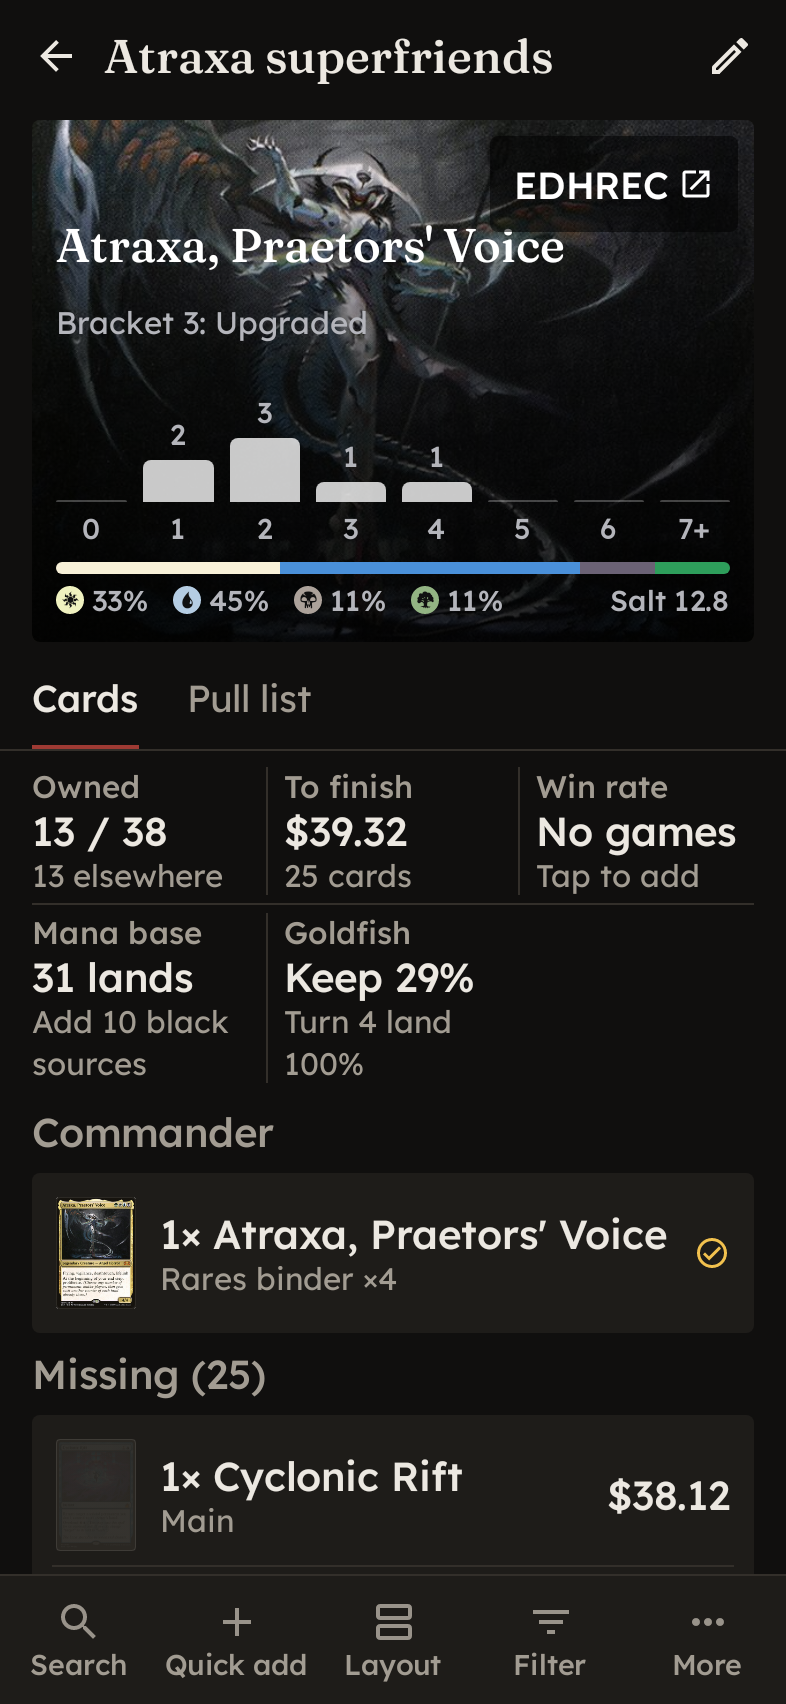 Atraxa superfriends
EDHREC
Atraxa, Praetors' Voice
Bracket 3: Upgraded
2 3 1 1
0 1 2 3 4 5 6 7+
33% 45% 11% 11% Salt 12.8
Cards Pull list
Owned To finish Win rate
13 / 38 $39.32 No games
13 elsewhere 25 cards Tap to add
Mana base Goldfish
31 lands Keep 29%
Add 10 black Turn 4 land
sources 100%
Commander
1× Atraxa, Praetors' Voice
Rares binder ×4
Missing (25)
1× Cyclonic Rift $38.12
Main
Search Quick add Layout Filter More